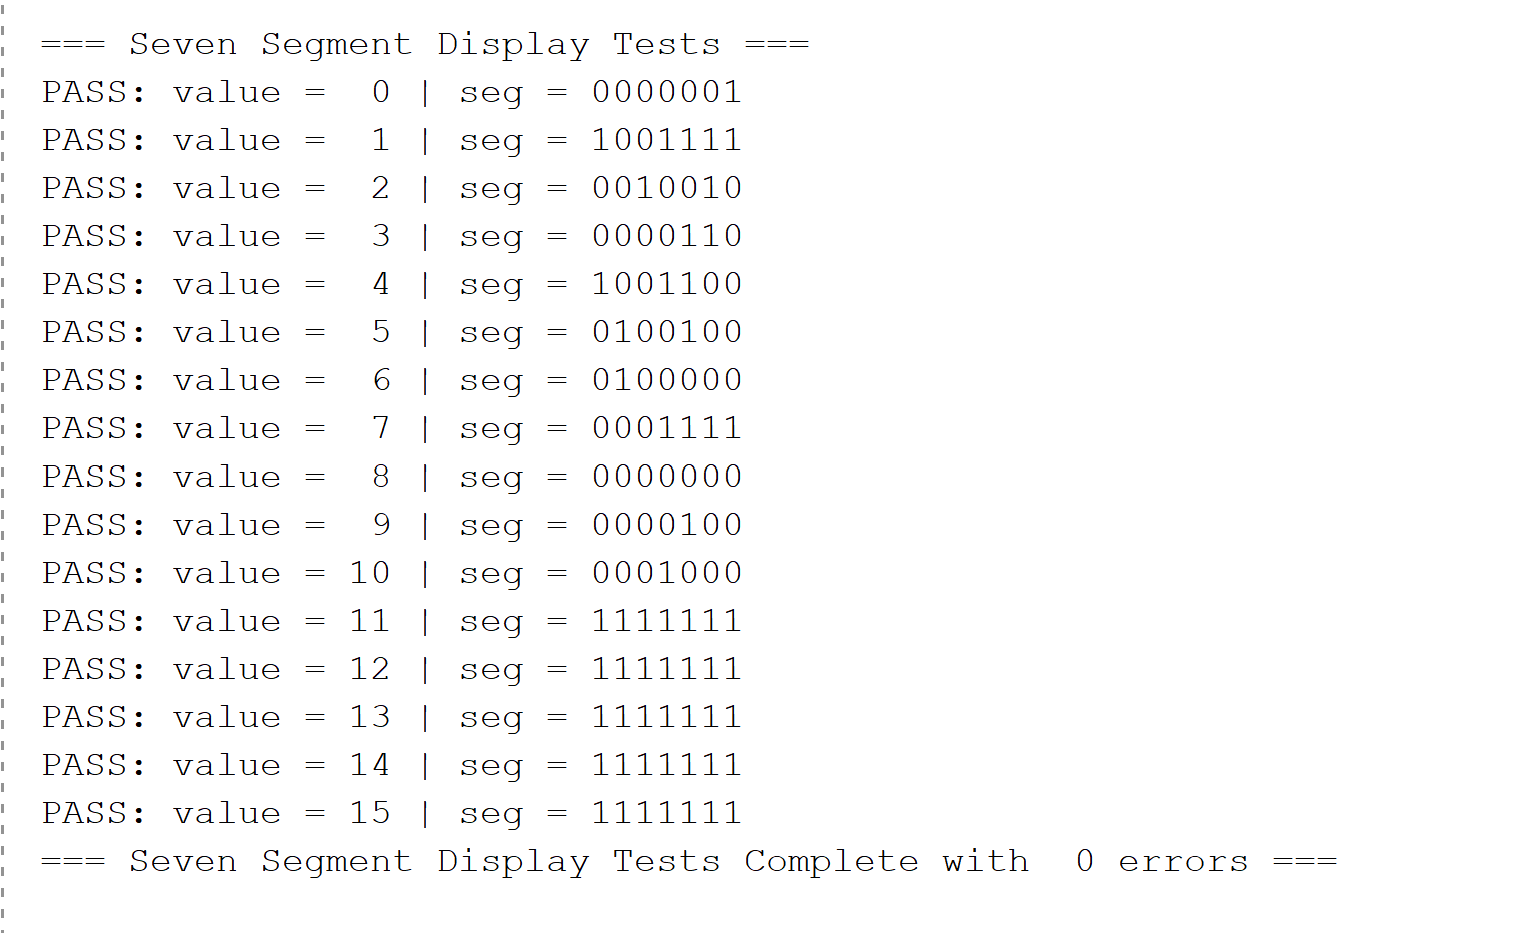 === Seven Segment Display Tests ===
PASS: value =  0 | seg = 0000001
PASS: value =  1 | seg = 1001111
PASS: value =  2 | seg = 0010010
PASS: value =  3 | seg = 0000110
PASS: value =  4 | seg = 1001100
PASS: value =  5 | seg = 0100100
PASS: value =  6 | seg = 0100000
PASS: value =  7 | seg = 0001111
PASS: value =  8 | seg = 0000000
PASS: value =  9 | seg = 0000100
PASS: value = 10 | seg = 0001000
PASS: value = 11 | seg = 1111111
PASS: value = 12 | seg = 1111111
PASS: value = 13 | seg = 1111111
PASS: value = 14 | seg = 1111111
PASS: value = 15 | seg = 1111111
=== Seven Segment Display Tests Complete with  0 errors ===